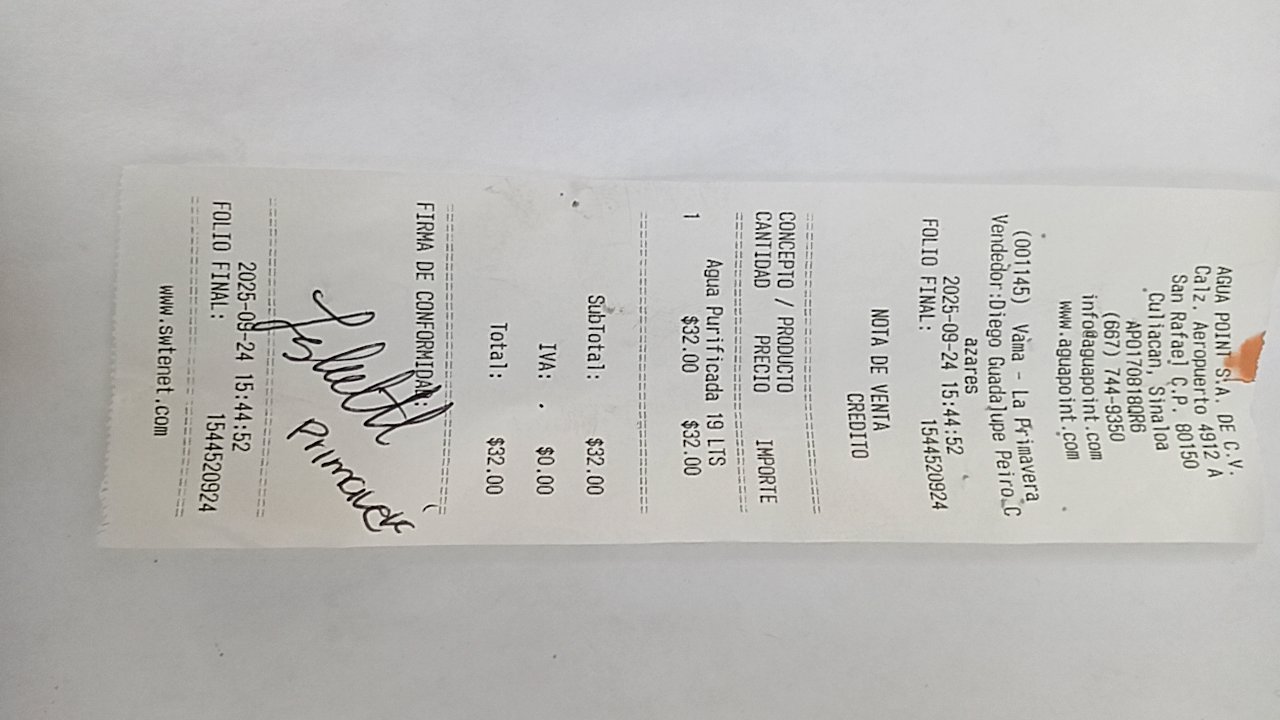 AGUA POINT S.A. DE C.V.
Calz. Aeropuerto 4912 A
San Rafael C.P. 80150
Culiacan, Sinaloa
APO170818QR6
(667) 744-9350
info@aguapoint.com
www.aguapoint.com
(001145) Vama - La Primavera
Vendedor:Diego Guadalupe Peiro C
azares
2025-09-24 15:44:52
FOLIO FINAL: 1544520924
NOTA DE VENTA
CREDITO
==============================
CONCEPTO / PRODUCTO
CANTIDAD PRECIO IMPORTE
==============================
Agua Purificada 19 LTS
1 $32.00 $32.00
==============================
SubTotal: $32.00
IVA: $0.00
Total: $32.00
==============================
FIRMA DE CONFORMIDAD:
Primavera
==============================
2025-09-24 15:44:52
FOLIO FINAL: 1544520924
==============================
www.swtenet.com